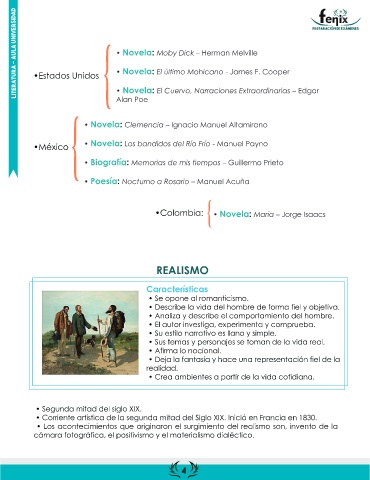 LITERATURA - AULA UNIVERSIDAD
fenix
PREPARACIÓN EXÁMENES
• Novela: Moby Dick – Herman Melville
•Estados Unidos
• Novela: El último Mohicano - James F. Cooper
• Novela: El Cuervo, Narraciones Extraordinarias – Edgar
Alan Poe
• Novela: Clemencia – Ignacio Manuel Altamirano
•México
• Novela: Los bandidos del Río Frío - Manuel Payno
• Biografía: Memorias de mis tiempos – Guillermo Prieto
• Poesía: Nocturno a Rosario – Manuel Acuña
•Colombia:
• Novela: María – Jorge Isaacs
REALISMO
Características
• Se opone al romanticismo.
• Describe la vida del hombre de forma fiel y objetiva.
• Analiza y describe el comportamiento del hombre.
• El autor investiga, experimenta y comprueba.
• Su estilo narrativo es llano y simple.
• Sus temas y personajes se toman de la vida real.
• Afirma lo nacional.
• Deja la fantasía y hace una representación fiel de la
realidad.
• Crea ambientes a partir de la vida cotidiana.
• Segunda mitad del siglo XIX.
• Corriente artística de la segunda mitad del Siglo XIX. Inició en Francia en 1830.
• Los acontecimientos que originaron el surgimiento del realismo son, invento de la
cámara fotográfica, el positivismo y el materialismo dialéctico.
4